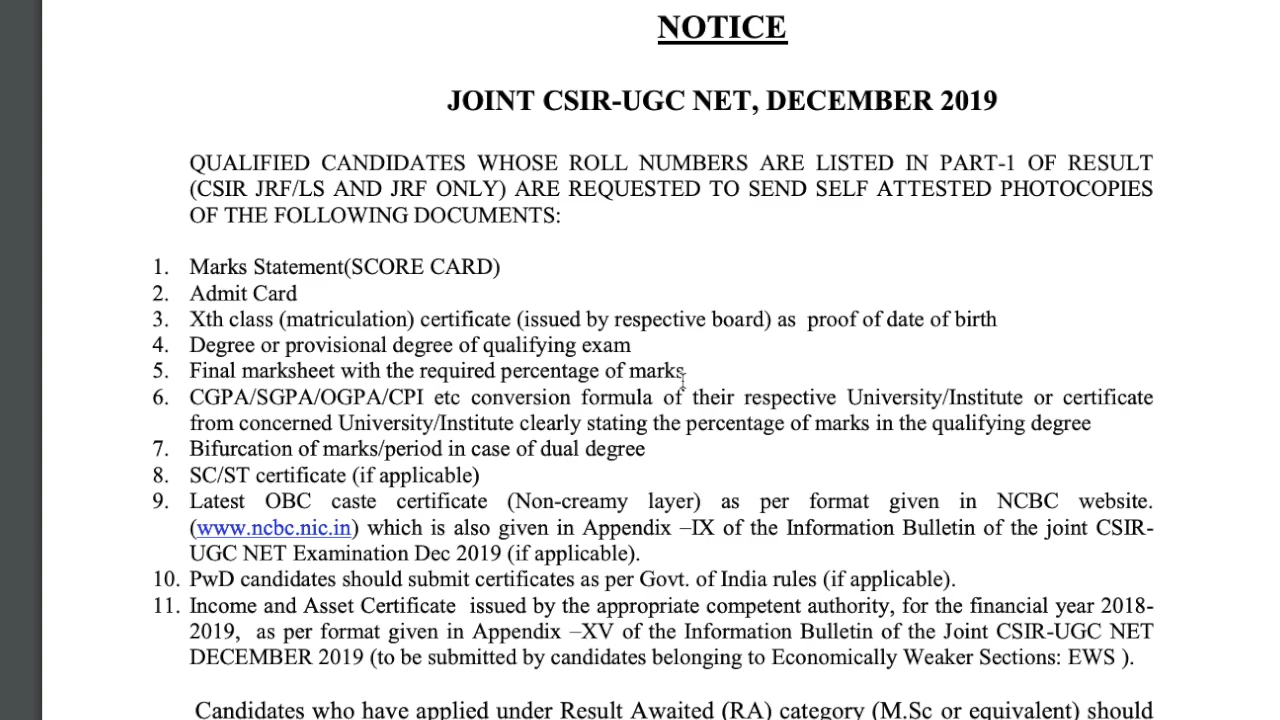 NOTICE
JOINT CSIR-UGC NET, DECEMBER 2019
QUALIFIED CANDIDATES WHOSE ROLL NUMBERS ARE LISTED IN PART-1 OF RESULT
(CSIR JRF/LS AND JRF ONLY) ARE REQUESTED TO SEND SELF ATTESTED PHOTOCOPIES
OF THE FOLLOWING DOCUMENTS:
1. Marks Statement(SCORE CARD)
2. Admit Card
3. Xth class (matriculation) certificate (issued by respective board) as proof of date of birth
4. Degree or provisional degree of qualifying exam
5. Final marksheet with the required percentage of marks
6. CGPA/SGPA/OGPA/CPI etc conversion formula of their respective University/Institute or certificate
from concerned University/Institute clearly stating the percentage of marks in the qualifying degree
7. Bifurcation of marks/period in case of dual degree
8. SC/ST certificate (if applicable)
9. Latest OBC caste certificate (Non-creamy layer) as per format given in NCBC website.
(www.ncbc.nic.in) which is also given in Appendix –IX of the Information Bulletin of the joint CSIR-
UGC NET Examination Dec 2019 (if applicable).
10. PwD candidates should submit certificates as per Govt. of India rules (if applicable).
11. Income and Asset Certificate issued by the appropriate competent authority, for the financial year 2018-
2019, as per format given in Appendix –XV of the Information Bulletin of the Joint CSIR-UGC NET
DECEMBER 2019 (to be submitted by candidates belonging to Economically Weaker Sections: EWS ).
Candidates who have applied under Result Awaited (RA) category (M.Sc or equivalent) should